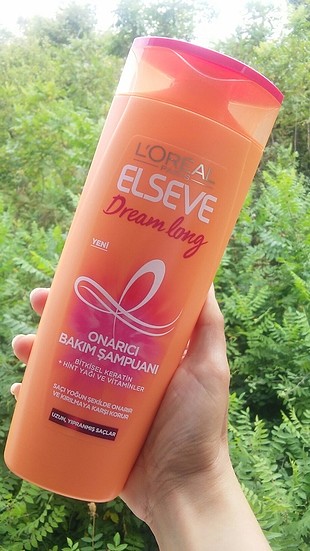 L'ORÉAL
ELSEVE
Dream long
YENİ
ONARICI
BAKIM ŞAMPUANI
BİTKİSEL KERATİN
+ HİNT YAĞI VE VİTAMİNLER
SAÇI YOĞUN ŞEKİLDE ONARIR
VE KIRILMAYA KARŞI KORUR
UZUN, YIPRANMIŞ SAÇLAR